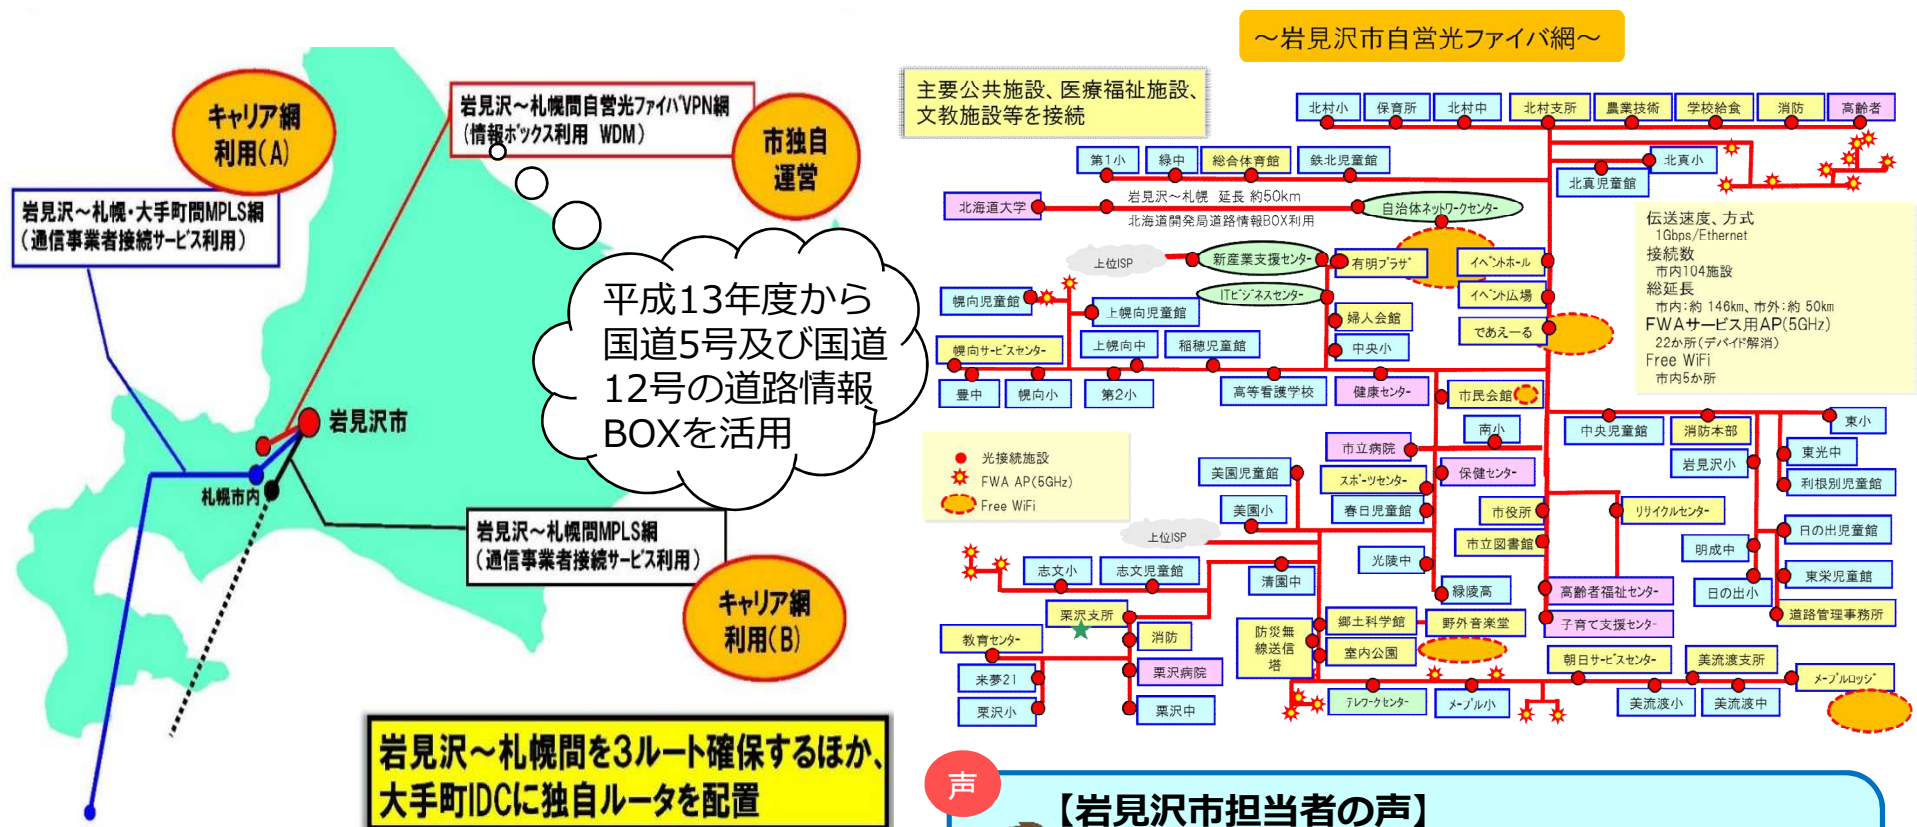 ～岩見沢市自営光ファイバ網～
キャリア網
利用(A)
岩見沢～札幌間自営光ファイバVPN網
(情報ボックス利用 WDM)
市独自
運営
岩見沢～札幌・大手町間MPLS網
(通信事業者接続サービス利用)
平成13年度から
国道5号及び国道
12号の道路情報
BOXを活用
岩見沢市
札幌市内
岩見沢～札幌間MPLS網
(通信事業者接続サービス利用)
キャリア網
利用(B)
岩見沢～札幌間を3ルート確保するほか、
大手町IDCに独自ルータを配置
主要公共施設、医療福祉施設、
文教施設等を接続
北村小
保育所
北村中
北村支所
農業技術
学校給食
消防
高齢者
第1小
緑中
総合体育館
鉄北児童館
北真小
北真児童館
北海道大学
岩見沢～札幌 延長 約50km
北海道開発局道路情報BOX利用
自治体ネットワークセンター
上位ISP
新産業支援センター
有明プラザ
イベントホール
ITビジネスセンター
イベント広場
幌向児童館
上幌向児童館
婦人会館
であえーる
幌向サービスセンター
上幌向中
稲穂児童館
中央小
豊中
幌向小
第2小
高等看護学校
健康センター
市民会館
伝送速度、方式
1Gbps/Ethernet
接続数
市内104施設
総延長
市内：約 146km、市外：約 50km
FWAサービス用AP(5GHz)
22か所(デバイド解消)
Free WiFi
市内5か所
光接続施設
FWA AP(5GHz)
Free WiFi
南小
中央児童館
消防本部
東小
市立病院
岩見沢小
東光中
美園児童館
スポーツセンター
保健センター
利根別児童館
美園小
春日児童館
市役所
リサイクルセンター
上位ISP
市立図書館
明成中
日の出児童館
志文小
志文児童館
清園中
光陵中
緑陵高
高齢者福祉センター
日の出小
東栄児童館
栗沢支所
子育て支援センター
道路管理事務所
教育センター
消防
防災無
線送信
塔
郷土科学館
野外音楽堂
来夢21
栗沢病院
室内公園
朝日サービスセンター
美流渡支所
メープルロッジ
栗沢小
栗沢中
テレワークセンター
メープル小
美流渡小
美流渡中
声
【岩見沢市担当者の声】